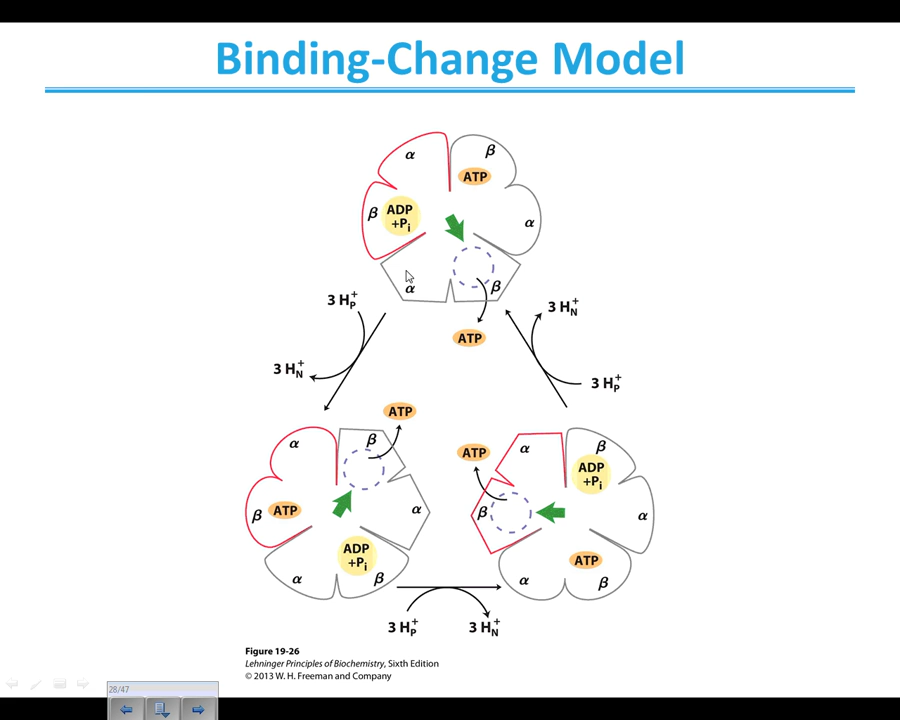 Binding-Change Model
α
β
ATP
β
ADP
+Pi
α
α
β
ATP
3 H+P
3 H+N
3 H+N
3 H+P
ATP
α
β
β
ATP
α
ADP
+Pi
α
β
ATP
α
β
ADP
+Pi
β
α
ATP
α
β
3 H+P
3 H+N
Figure 19-26
Lehninger Principles of Biochemistry, Sixth Edition
© 2013 W. H. Freeman and Company
28/47